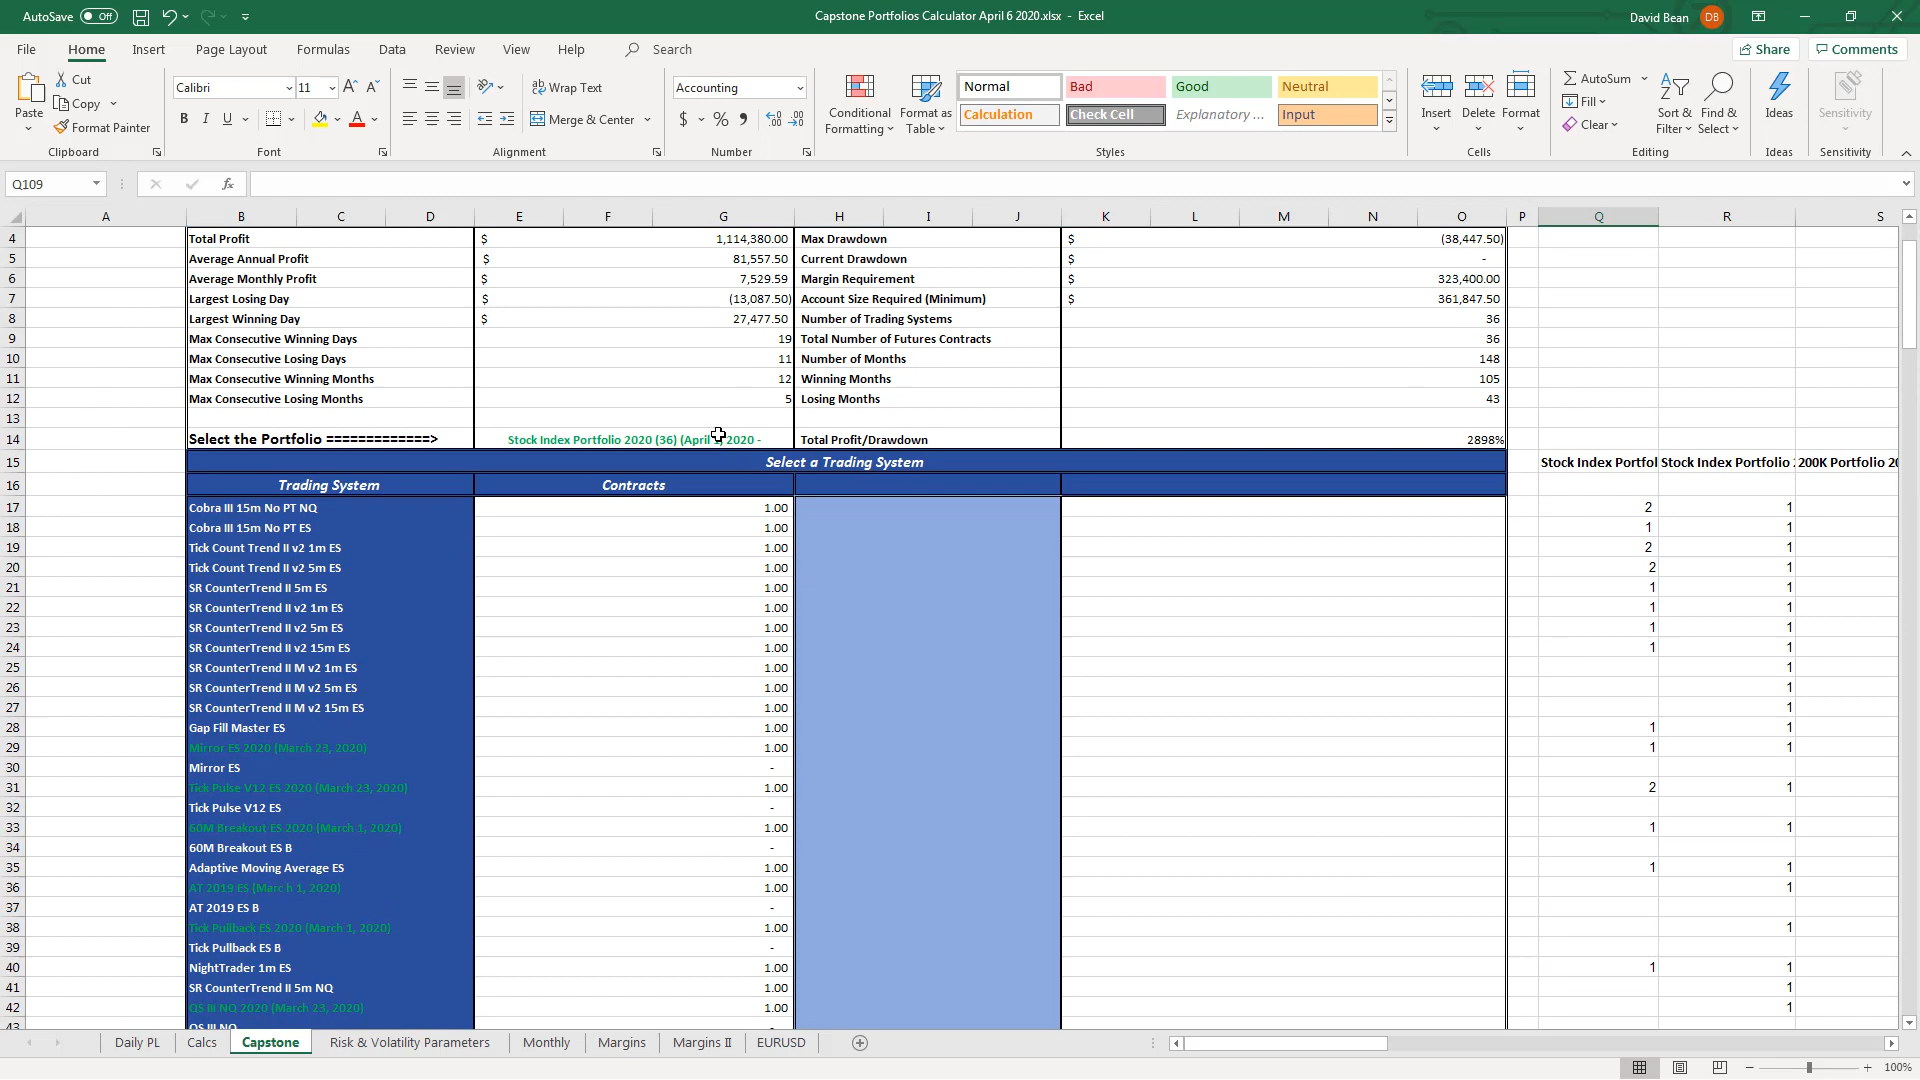 AutoSave Off Capstone Portfolios Calculator April 6 2020.xlsx - Excel David Bean DB
File Home Insert Page Layout Formulas Data Review View Help Search Share Comments
Paste Cut Copy Format Painter Clipboard
Calibri 11 B I U A Font
Wrap Text Merge & Center Alignment
Accounting $ % Number
Conditional Formatting Format as Table
Normal Bad Good Neutral
Calculation Check Cell Explanatory ... Input
Styles
Insert Delete Format Cells
AutoSum Fill Clear Sort & Filter Find & Select Editing
Ideas Ideas
Sensitivity Sensitivity
Q109 fx
A B C D E F G H I J K L M N O P Q R S
4 Total Profit $ 1,114,380.00 Max Drawdown $ (38,447.50)
5 Average Annual Profit $ 81,557.50 Current Drawdown $ -
6 Average Monthly Profit $ 7,529.59 Margin Requirement $ 323,400.00
7 Largest Losing Day $ (13,087.50) Account Size Required (Minimum) $ 361,847.50
8 Largest Winning Day $ 27,477.50 Number of Trading Systems 36
9 Max Consecutive Winning Days 19 Total Number of Futures Contracts 36
10 Max Consecutive Losing Days 11 Number of Months 148
11 Max Consecutive Winning Months 12 Winning Months 105
12 Max Consecutive Losing Months 5 Losing Months 43
13
14 Select the Portfolio =============> Stock Index Portfolio 2020 (36) (April 2020 - Total Profit/Drawdown 2898%
15 Select a Trading System Stock Index Portfol Stock Index Portfolio 200K Portfolio 20
16 Trading System Contracts
17 Cobra III 15m No PT NQ 1.00 2 1
18 Cobra III 15m No PT ES 1.00 1 1
19 Tick Count Trend II v2 1m ES 1.00 2 1
20 Tick Count Trend II v2 5m ES 1.00 2 1
21 SR CounterTrend II 5m ES 1.00 1 1
22 SR CounterTrend II v2 1m ES 1.00 1 1
23 SR CounterTrend II v2 5m ES 1.00 1 1
24 SR CounterTrend II v2 15m ES 1.00 1 1
25 SR CounterTrend II M v2 1m ES 1.00 1
26 SR CounterTrend II M v2 5m ES 1.00 1
27 SR CounterTrend II M v2 15m ES 1.00 1
28 Gap Fill Master ES 1.00 1 1
29 Mirror ES 2020 (March 23, 2020) 1.00 1 1
30 Mirror ES -
31 Tick Pulse V12 ES 2020 (March 23, 2020) 1.00 2 1
32 Tick Pulse V12 ES -
33 60M Breakout ES 2020 (March 1, 2020) 1.00 1 1
34 60M Breakout ES B -
35 Adaptive Moving Average ES 1.00 1 1
36 AT 2019 ES (Marc h 1, 2020) 1.00 1
37 AT 2019 ES B -
38 Tick Pullback ES 2020 (March 1, 2020) 1.00 1
39 Tick Pullback ES B -
40 NightTrader 1m ES 1.00 1 1
41 SR CounterTrend II 5m NQ 1.00 1
42 QS III NQ 2020 (March 23, 2020) 1.00 1
43 QS III NQ -
Daily PL Calcs Capstone Risk & Volatility Parameters Monthly Margins Margins II EURUSD
100%